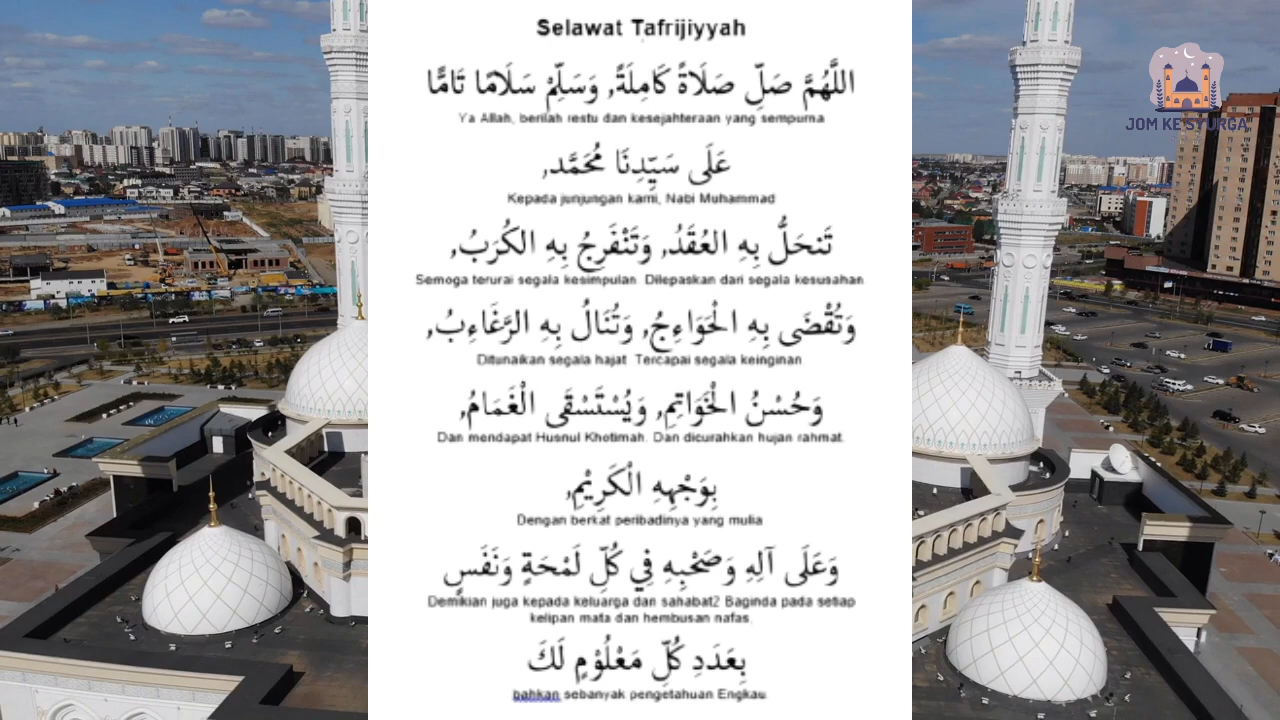 Selawat Tafrijiyyah
اللَّهُمَّ صَلِّ صَلَاةً كَامِلَةً, وَسَلِّمْ سَلَامًا تَامًّا
Ya Allah, berilah restu dan kesejahteraan yang sempurna
عَلَى سَيِّدِنَا مُحَمَّد,
Kepada junjungan kami, Nabi Muhammad
تَنحَلُّ بِهِ العُقَدُ, وَتَنْفَرِجُ بِهِ الكُرَبُ,
Semoga terurai segala kesimpulan Dilepaskan dari segala kesusahan
وَتُقْضَى بِهِ الْحَوَاءِجُ, وَتُنَالُ بِهِ الرَّغَاءِبُ,
Ditunaikan segala hajat Tercapai segala keinginan
وَحُسْنُ الْخَوَاتِمِ, وَيُسْتَسْقَى الْغَمَامُ,
Dan mendapat Husnul Khotimah. Dan dicurahkan hujan rahmat.
بِوَجْهِهِ الْكَرِيْمِ,
Dengan berkat peribadinya yang mulia
وَعَلَى آلِهِ وَصَحْبِهِ فِي كُلِّ لَمْحَةٍ وَنَفَسٍ
Demikian juga kepada keluarga dan sahabat2 Baginda pada setiap
kelipan mata dan hembusan nafas.
بِعَدَدِ كُلِّ مَعْلُوْمٍ لَكَ
bahkan sebanyak pengetahuan Engkau
JOM KE SYURGA